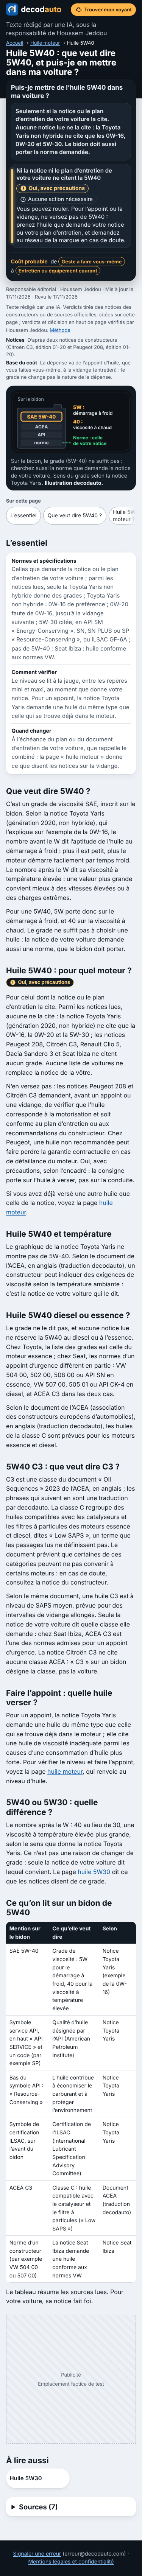 decodauto
Trouver mon voyant
Texte rédigé par une IA, sous la
responsabilité de Houssem Jeddou
Accueil › Huile moteur › Huile 5W40
Huile 5W40 : que veut dire
5W40, et puis-je en mettre
dans ma voiture ?
Puis-je mettre de l'huile 5W40 dans
ma voiture ?
Seulement si la notice ou le plan
d'entretien de votre voiture le cite.
Aucune notice lue ne la cite : la Toyota
Yaris non hybride ne cite que les 0W-16,
0W-20 et 5W-30. Le bidon doit aussi
porter la norme demandée.
Ni la notice ni le plan d'entretien de
votre voiture ne citent la 5W40
Oui, avec précautions
Aucune action nécessaire
Vous pouvez rouler. Pour l'appoint ou la
vidange, ne versez pas de 5W40 :
prenez l'huile que demande votre notice
ou votre plan d'entretien, ou demandez
au réseau de la marque en cas de doute.
Coût probable de Geste à faire vous-même
à Entretien ou équipement courant
Responsable éditorial : Houssem Jeddou · Mis à jour le
17/11/2026 · Revu le 17/11/2026
Texte rédigé par une IA. Verdicts tirés des notices des
constructeurs ou des sources citées, cités sur cette
page ; verdicts et décision en haut de page vérifiés par
Houssem Jeddou. Méthode
Notices D'après deux notices de constructeurs
(Citroën C3, édition 01-20 et Peugeot 208, édition 01-
20).
Base du coût La dépense va de l'appoint d'huile, que
vous faites vous-même, à la vidange (entretien) : le
geste ne change pas la nature de la dépense.
Sur le bidon
SAE 5W-40
ACEA
API
norme
5W :
démarrage à froid
40 :
viscosité à chaud
Norme : celle
de votre notice
Sur le bidon, le grade (5W-40) ne suffit pas :
cherchez aussi la norme que demande la notice
de votre voiture. Sens du grade selon la notice
Toyota Yaris. Illustration decodauto.
Sur cette page
L'essentiel
Que veut dire 5W40 ?
L'essentiel
Normes et spécifications
Celles que demande la notice ou le plan
d'entretien de votre voiture ; parmi les
notices lues, seule la Toyota Yaris non
hybride donne des grades précis : Toyota Yaris
non hybride : 0W-16 de préférence ; 0W-20
faute de 0W-16, jusqu'à la vidange
suivante ; 5W-30 citée, en API SM
« Energy-Conserving », SN, SN PLUS ou SP
« Resource-Conserving », ou ILSAC GF-6A ;
pas de 5W-40 ; Seat Ibiza : huile conforme
aux normes VW.
Comment vérifier
Le niveau se lit à la jauge, entre les repères
mini et maxi, au moment que donne votre
notice. Pour un appoint, la notice Toyota
Yaris demande une huile du même type que
celle qui se trouve déjà dans le moteur.
Quand changer
À l'échéance du plan ou du document
d'entretien de votre voiture, que rappelle le
combiné : la page « huile moteur » donne
ce que disent les notices sur la vidange.
Que veut dire 5W40 ?
C'est un grade de viscosité SAE, inscrit sur le
bidon. Selon la notice Toyota Yaris
(génération 2020, non hybride), qui
l'explique sur l'exemple de la 0W-16, le
nombre avant le W dit l'aptitude de l'huile au
démarrage à froid : plus il est petit, plus le
moteur démarre facilement par temps froid.
Le nombre après le W dit la viscosité à
température élevée : une valeur élevée peut
convenir à des vitesses élevées ou à des
charges extrêmes.
Pour une 5W40, 5W porte donc sur le
démarrage à froid, et 40 sur la viscosité à
chaud. Le grade ne suffit pas à choisir une
huile : la notice de votre voiture demande
aussi une norme, que le bidon doit porter.
Huile 5W40 : pour quel moteur ?
Oui, avec précautions
Pour celui dont la notice ou le plan
d'entretien la cite. Parmi les notices lues,
aucune ne la cite : la notice Toyota Yaris
(génération 2020, non hybride) ne cite que la
0W-16, la 0W-20 et la 5W-30 ; les notices
Peugeot 208, Citroën C3, Renault Clio 5,
Dacia Sandero 3 et Seat Ibiza ne citent
aucun grade de viscosité dans les extraits
lus. L'absence dans ces notices ne vaut pas
interdiction : une notice que nous n'avons
pas lue peut la citer, et seule compte celle
de votre voiture.
N'en versez pas : les notices Peugeot 208 et
Citroën C3 demandent, avant un appoint ou
une vidange, de vérifier que l'huile
correspond à la motorisation et soit
conforme aux préconisations du plan
d'entretien du constructeur. Chez Peugeot,
une huile non recommandée peut
faire perdre la garantie contractuelle en cas
de défaillance du moteur. Oui, avec
précautions, selon l'encadré : la consigne
porte sur l'huile à verser, pas sur la conduite.
Si vous avez déjà versé une autre huile que
celle de la notice, voyez la page huile
moteur.
Huile 5W40 et température
Le graphique de la notice Toyota Yaris ne
montre pas de 5W-40. Selon le document de
l'ACEA, en anglais (traduction decodauto), un
constructeur peut indiquer des exigences de
viscosité liées à la température ambiante :
c'est à celles de votre voiture qu'il se dit.
Huile 5W40 diesel ou essence ?
Le grade ne le dit pas, et aucune notice lue
ne réserve la 5W40 au diesel ou à l'essence.
Chez Toyota, la liste des grades est celle du
moteur essence ; chez Seat, les normes d'un
même moteur diffèrent en partie : VW
504 00, 502 00, 508 00 ou API SN en
essence, VW 507 00, 505 01 ou API CK-4 en
diesel, et ACEA C3 dans les deux cas.
Selon le document de l'ACEA (association
des constructeurs européens, en anglais,
traduction decodauto), les huiles de la
classe C sont prévues pour les moteurs
essence et diesel.
5W40 C3 : que veut dire C3 ?
C3 est une classe du document « Oil
Sequences » 2023 de l'ACEA, en anglais ; les
phrases qui suivent en sont une traduction
en français. La classe C regroupe des huiles
compatibles avec les catalyseurs et les
filtres à particules des moteurs essence et
diesel, dites « Low SAPS », un terme sur
lequel les définitions varient. Le
document prévient que certaines de ces
huiles peuvent ne pas convenir à certains
moteurs : en cas de doute,
consultez la notice du constructeur.
Selon le même document, une huile C3 est à
niveau de SAPS moyen, prévue pour des
intervalles allongés et des économies de
carburant. C3 ne suffit pas si la notice
demande autre chose : chez Seat Ibiza, ACEA C3 est
l'une des normes admises pour un appoint
d'urgence. La notice Citroën C3 ne cite
aucune classe ACEA : « C3 » sur un bidon
désigne la classe, pas la voiture.
Faire l'appoint : quelle huile
verser ?
Pour un appoint, la notice Toyota Yaris
demande une huile du même type que celle
qui se trouve déjà dans le moteur, car une
huile de viscosité inadéquate parmi les
causes d'une consommation d'huile plus
forte. Pour vérifier le niveau et faire l'appoint,
voyez la page huile moteur, au niveau
d'huile.
5W40 ou 5W30 : quelle
différence ?
Le nombre après le W : 40 au lieu de 30, une
viscosité à température élevée plus grande,
selon ce que dit la notice Toyota Yaris. Ce
n'est pas une raison de passer d'un grade à
l'autre : seule la notice de votre voiture dit
lequel convient. La page huile 5W30 cite ce
que les notices disent de ce grade.
Ce qu'on lit sur un bidon de
5W40
Mention sur le bidon | Ce qu'elle veut dire | Selon
SAE 5W-40 | Grade de viscosité : 5W pour le démarrage à froid, 40 pour la viscosité à température élevée | Notice Toyota Yaris (exemple de la 0W-16)
Symbole service API, en haut « API SERVICE » et un code (par exemple SP) | Qualité d'huile désignée par l'API (American Petroleum Institute) | Notice Toyota Yaris
Bas du symbole API : « Resource-Conserving » | L'huile contribue à économiser le carburant et à protéger l'environnement | Notice Toyota Yaris
Symbole de certification ILSAC, sur l'avant du bidon | Certification de l'ILSAC (International Lubricant Specification Advisory Committee) | Notice Toyota Yaris
ACEA C3 | Classe C : huile compatible avec le catalyseur et le filtre à particules (« Low SAPS ») | Document ACEA (traduction decodauto)
Norme d'un constructeur (par exemple VW 504 00 ou 507 00) | La notice Seat Ibiza demande une huile conforme aux normes VW | Notice Seat Ibiza
Le tableau résume les sources lues. Pour
votre voiture, sa notice fait foi.
Publicité
Emplacement factice de test
À lire aussi
Huile 5W30
Sources (7)
Signaler une erreur (erreur@decodauto.com) ·
Mentions légales et confidentialité